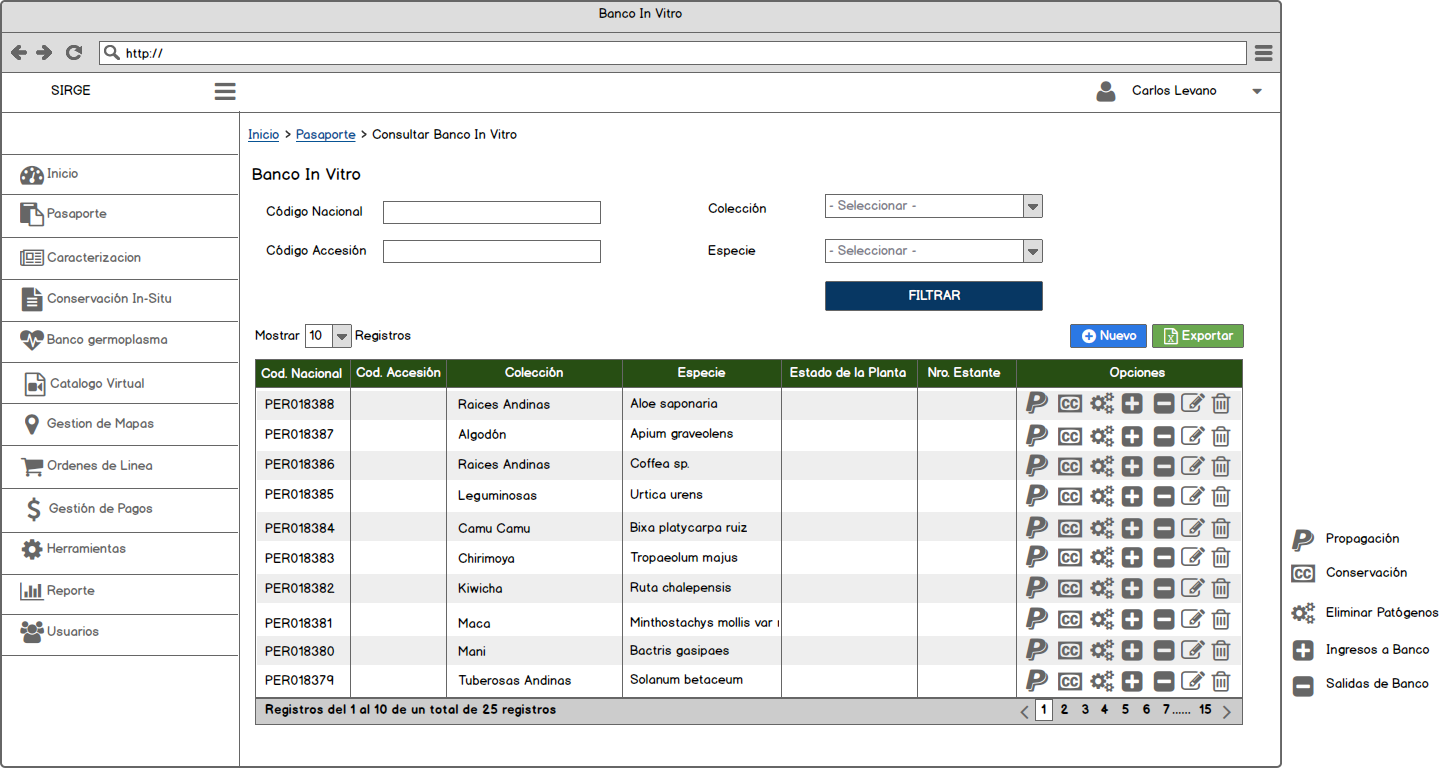 Banco In Vitro
http://
SIRGE
Carlos Levano
Inicio > Pasaporte > Consultar Banco In Vitro
Inicio
Pasaporte
Caracterizacion
Conservación In-Situ
Banco germoplasma
Catalogo Virtual
Gestion de Mapas
Ordenes de Linea
Gestión de Pagos
Herramientas
Reporte
Usuarios
Banco In Vitro
Código Nacional
Colección - Seleccionar -
Código Accesión
Especie - Seleccionar -
FILTRAR
Mostrar 10 Registros
Nuevo Exportar
Cod. Nacional Cod. Accesión Colección Especie Estado de la Planta Nro. Estante Opciones
PER018388 Raices Andinas Aloe saponaria
PER018387 Algodón Apium graveolens
PER018386 Raices Andinas Coffea sp.
PER018385 Leguminosas Urtica urens
PER018384 Camu Camu Bixa platycarpa ruiz
PER018383 Chirimoya Tropaeolum majus
PER018382 Kiwicha Ruta chalepensis
PER018381 Maca Minthostachys mollis var
PER018380 Mani Bactris gasipaes
PER018379 Tuberosas Andinas Solanum betaceum
Registros del 1 al 10 de un total de 25 registros
1 2 3 4 5 6 7...... 15
Propagación
Conservación
Eliminar Patógenos
Ingresos a Banco
Salidas de Banco